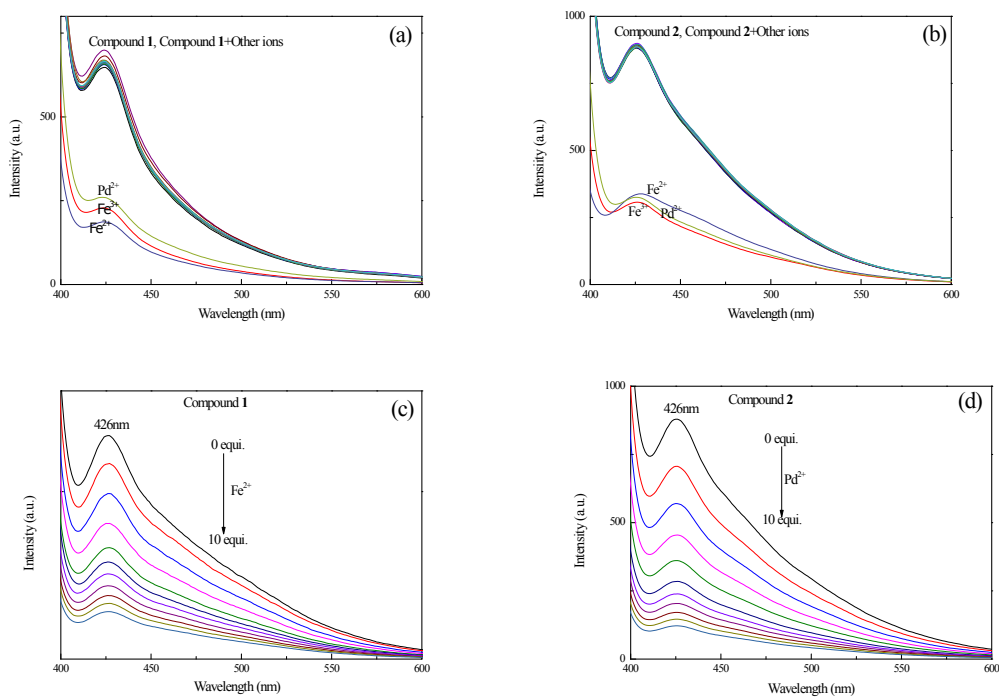 (a)
Compound 1, Compound 1+Other ions
Intensity (a.u.)
500
0
Pd2+
Fe3+
Fe2+
400 450 500 550 600
Wavelength (nm)
(b)
Compound 2, Compound 2+Other ions
Intensity (a.u.)
1000
750
500
250
0
Fe2+
Fe3+ Pd2+
400 450 500 550 600
Wavelength (nm)
(c)
Compound 1
426nm
0 equi.
Fe2+
10 equi.
Intensity (a.u.)
400 450 500 550 600
Wavelength (nm)
(d)
Compound 2
426nm
0 equi.
Pd2+
10 equi.
Intensity (a.u.)
1000
500
0
400 450 500 550 600
Wavelength (nm)